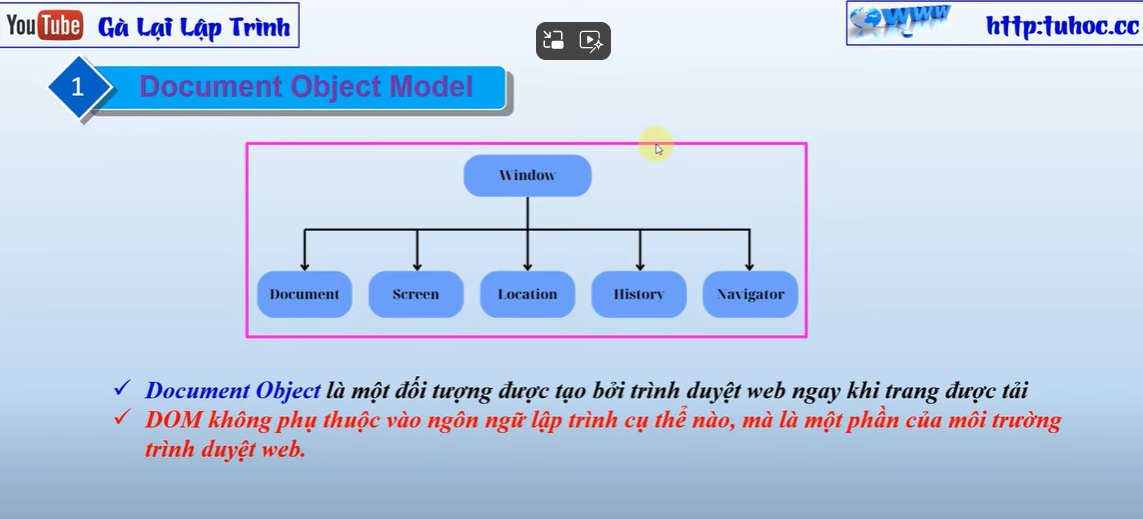 YouTube Gà Lại Lập Trình
www http:tuhoc.cc
1 Document Object Model
Window
Document Screen Location History Navigator
✓ Document Object là một đối tượng được tạo bởi trình duyệt web ngay khi trang được tải
✓ DOM không phụ thuộc vào ngôn ngữ lập trình cụ thể nào, mà là một phần của môi trường
trình duyệt web.